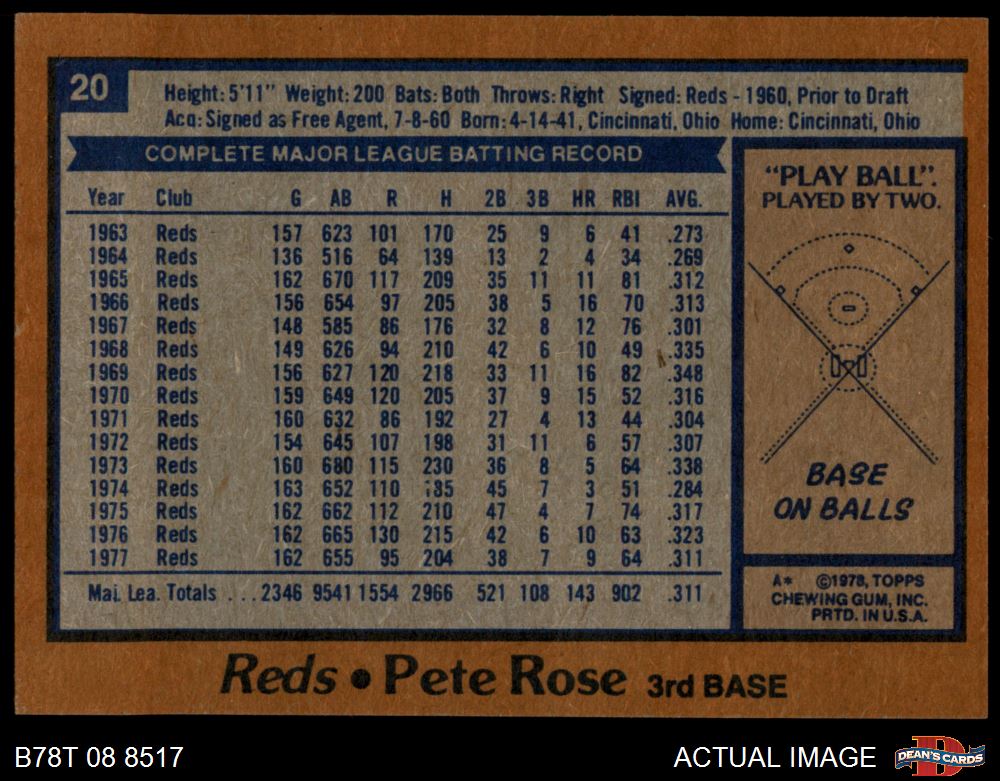 20
Height: 5'11" Weight: 200 Bats: Both Throws: Right Signed: Reds - 1960, Prior to Draft
Acq: Signed as Free Agent, 7-8-60 Born: 4-14-41, Cincinnati, Ohio Home: Cincinnati, Ohio
COMPLETE MAJOR LEAGUE BATTING RECORD
Year Club G AB R H 2B 3B HR RBI AVG.
1963 Reds 157 623 101 170 25 9 6 41 .273
1964 Reds 136 516 64 139 13 2 4 34 .269
1965 Reds 162 670 117 209 35 11 11 81 .312
1966 Reds 156 654 97 205 38 5 16 70 .313
1967 Reds 148 585 86 176 32 8 12 76 .301
1968 Reds 149 626 94 210 42 6 10 49 .335
1969 Reds 156 627 120 218 33 11 16 82 .348
1970 Reds 159 649 120 205 37 9 15 52 .316
1971 Reds 160 632 86 192 27 4 13 44 .304
1972 Reds 154 645 107 198 31 11 6 57 .307
1973 Reds 160 680 115 230 36 8 5 64 .338
1974 Reds 163 652 110 185 45 7 3 51 .284
1975 Reds 162 662 112 210 47 4 7 74 .317
1976 Reds 162 665 130 215 42 6 10 63 .323
1977 Reds 162 655 95 204 38 7 9 64 .311
Maj. Lea. Totals ...2346 9541 1554 2966 521 108 143 902 .311
"PLAY BALL".
PLAYED BY TWO.
BASE
ON BALLS
A* ©1978, TOPPS
CHEWING GUM, INC.
PRTD. IN U.S.A.
Reds • Pete Rose 3rd BASE
B78T 08 8517
ACTUAL IMAGE
D
DEAN'S CARDS